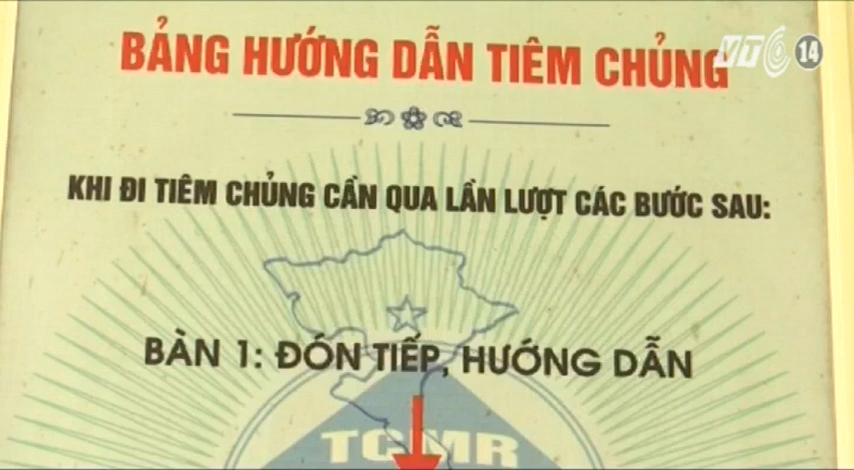 VTC 14
BẢNG HƯỚNG DẪN TIÊM CHỦNG
KHI ĐI TIÊM CHỦNG CẦN QUA LẦN LƯỢT CÁC BƯỚC SAU:
BÀN 1: ĐÓN TIẾP, HƯỚNG DẪN
TCMR